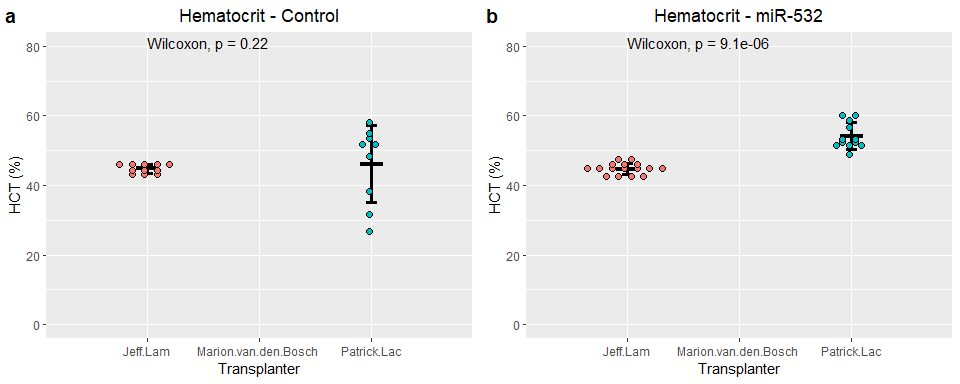 a
Hematocrit - Control
Wilcoxon, p = 0.22
HCT (%)
80
60
40
20
0
Jeff.Lam Marion.van.den.Bosch Patrick.Lac
Transplanter
b
Hematocrit - miR-532
Wilcoxon, p = 9.1e-06
HCT (%)
80
60
40
20
0
Jeff.Lam Marion.van.den.Bosch Patrick.Lac
Transplanter